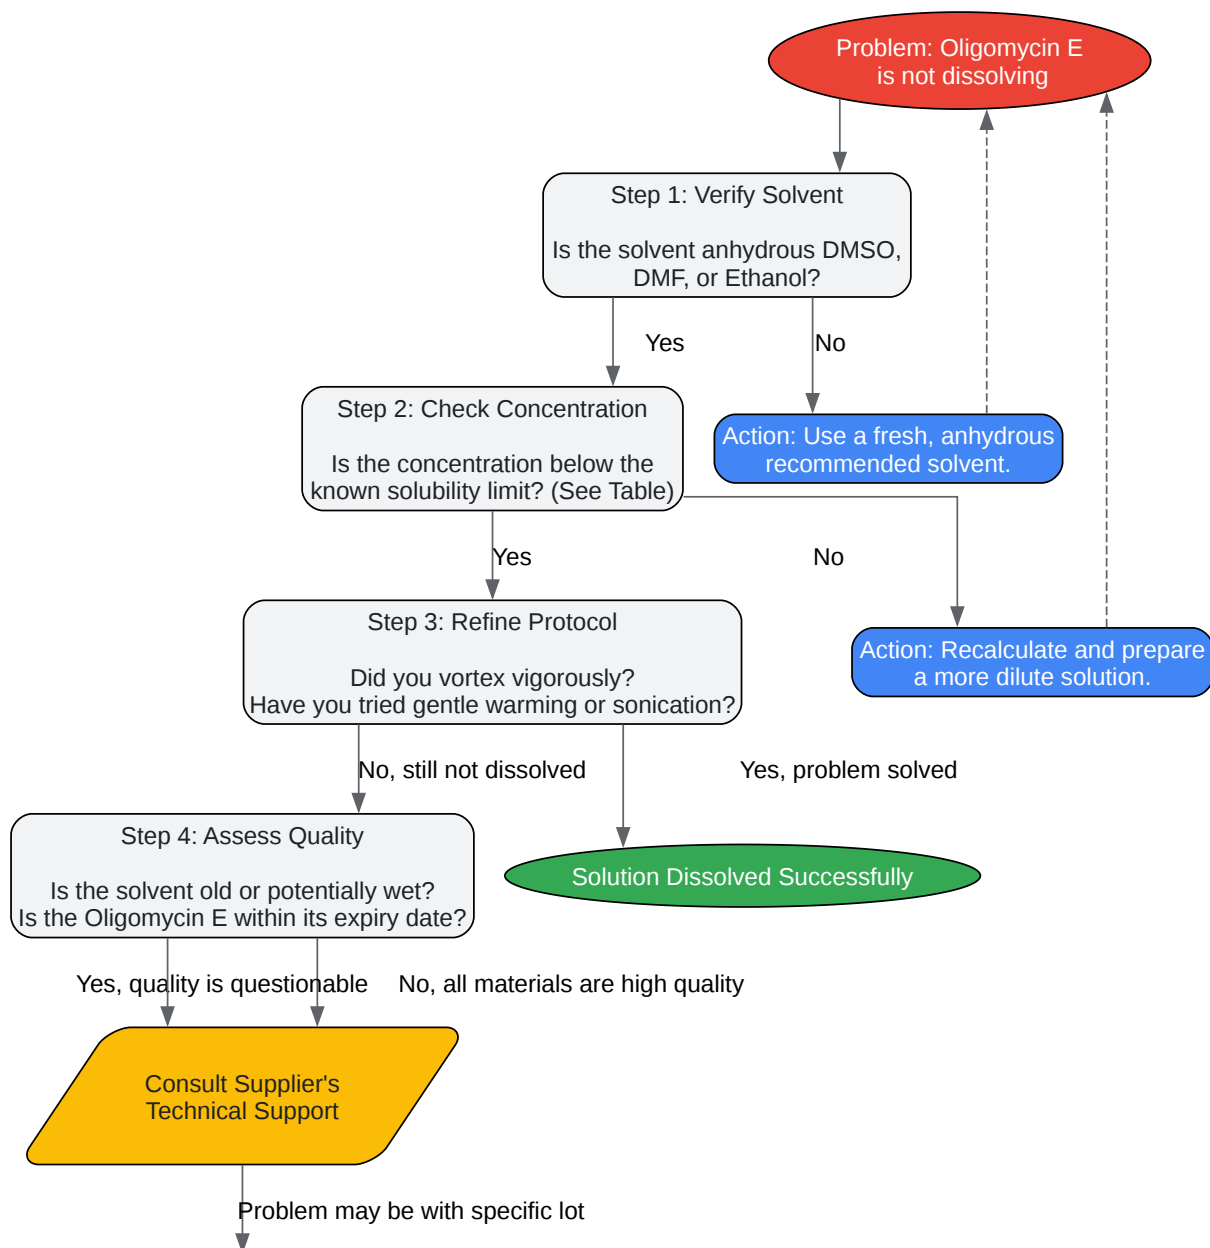 Problem: Oligomycin E
is not dissolving
Step 1: Verify Solvent
Is the solvent anhydrous DMSO,
DMF, or Ethanol?
Yes
No
Step 2: Check Concentration
Is the concentration below the
known solubility limit? (See Table)
Action: Use a fresh, anhydrous
recommended solvent.
Yes
No
Step 3: Refine Protocol
Did you vortex vigorously?
Have you tried gentle warming or sonication?
Action: Recalculate and prepare
a more dilute solution.
No, still not dissolved
Yes, problem solved
Step 4: Assess Quality
Is the solvent old or potentially wet?
Is the Oligomycin E within its expiry date?
Solution Dissolved Successfully
Yes, quality is questionable
No, all materials are high quality
Consult Supplier's
Technical Support
Problem may be with specific lot